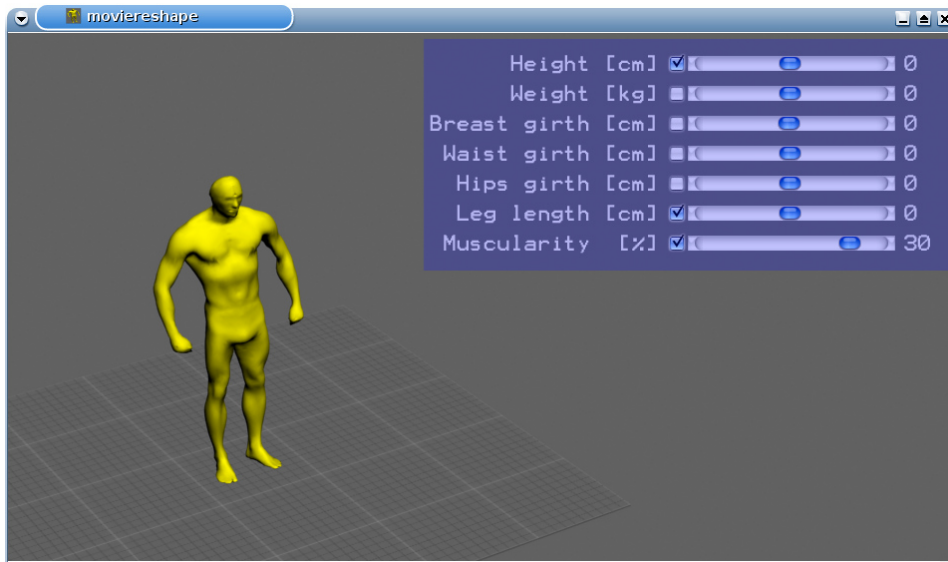 moviereshape
Height [cm] 0
Weight [kg] 0
Breast girth [cm] 0
Waist girth [cm] 0
Hips girth [cm] 0
Leg length [cm] 0
Muscularity [%] 30